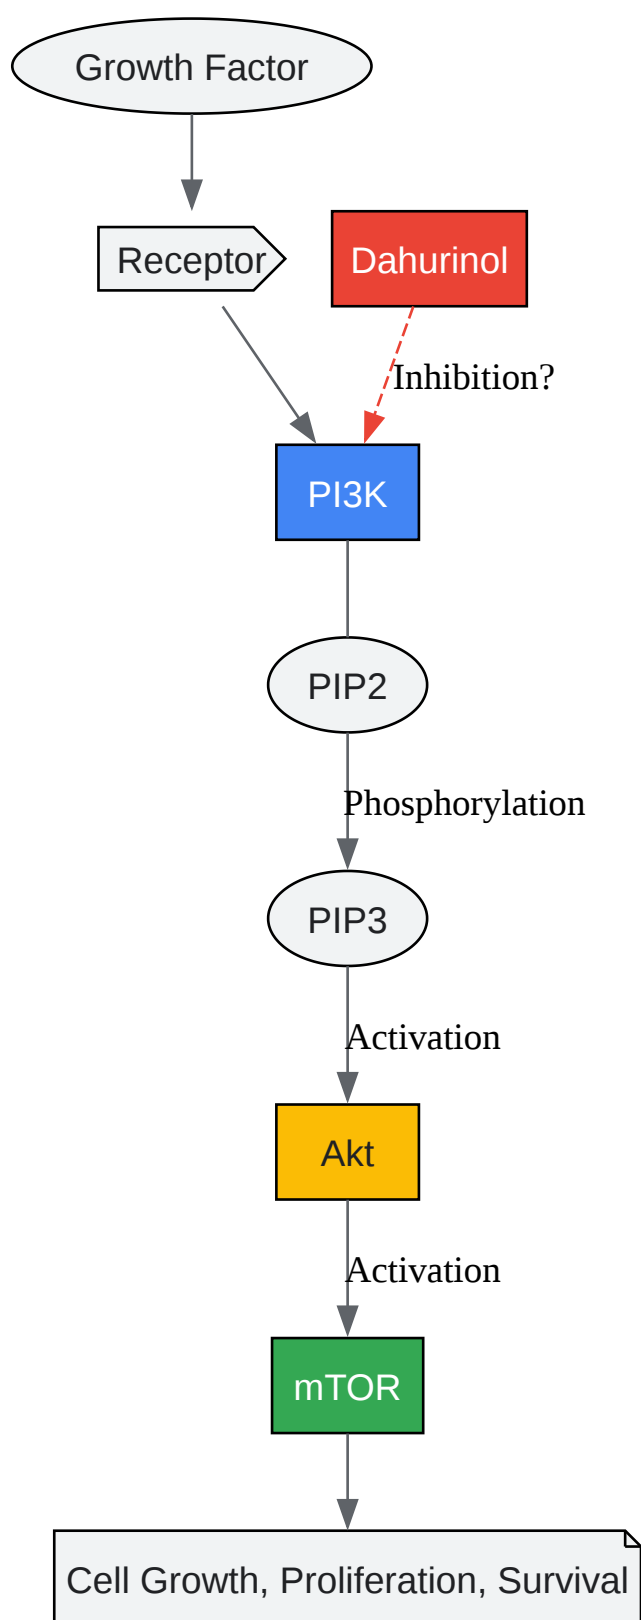 Growth Factor
Receptor
Dahurinol
Inhibition?
PI3K
PIP2
Phosphorylation
PIP3
Activation
Akt
Activation
mTOR
Cell Growth, Proliferation, Survival